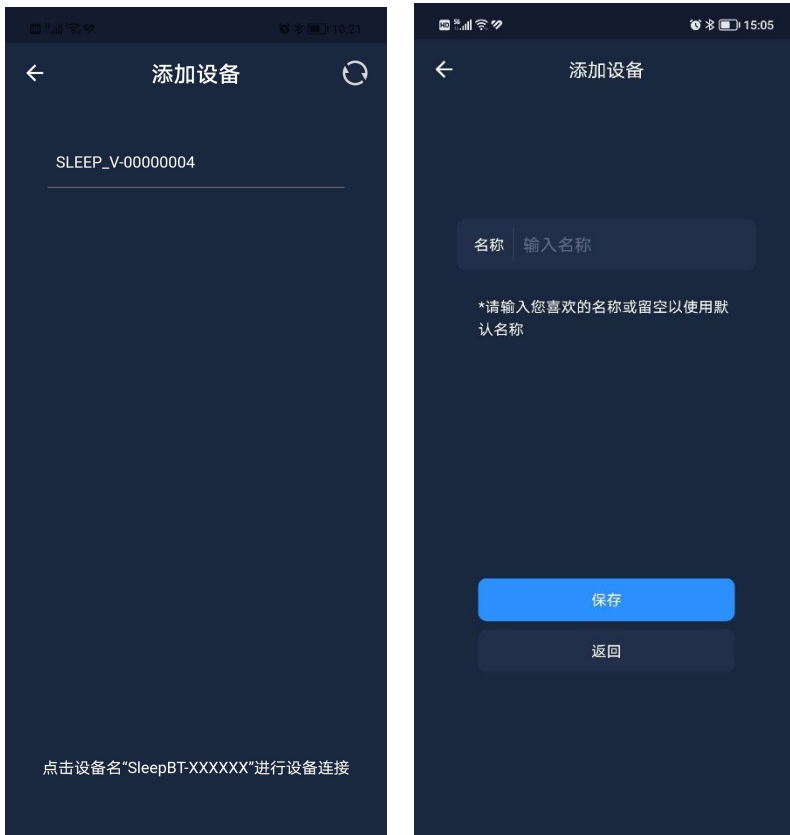 10:21
添加设备
SLEEP_V-00000004
点击设备名“SleepBT-XXXXXX”进行设备连接
HD 5G 15:05
添加设备
名称 输入名称
*请输入您喜欢的名称或留空以使用默
认名称
保存
返回